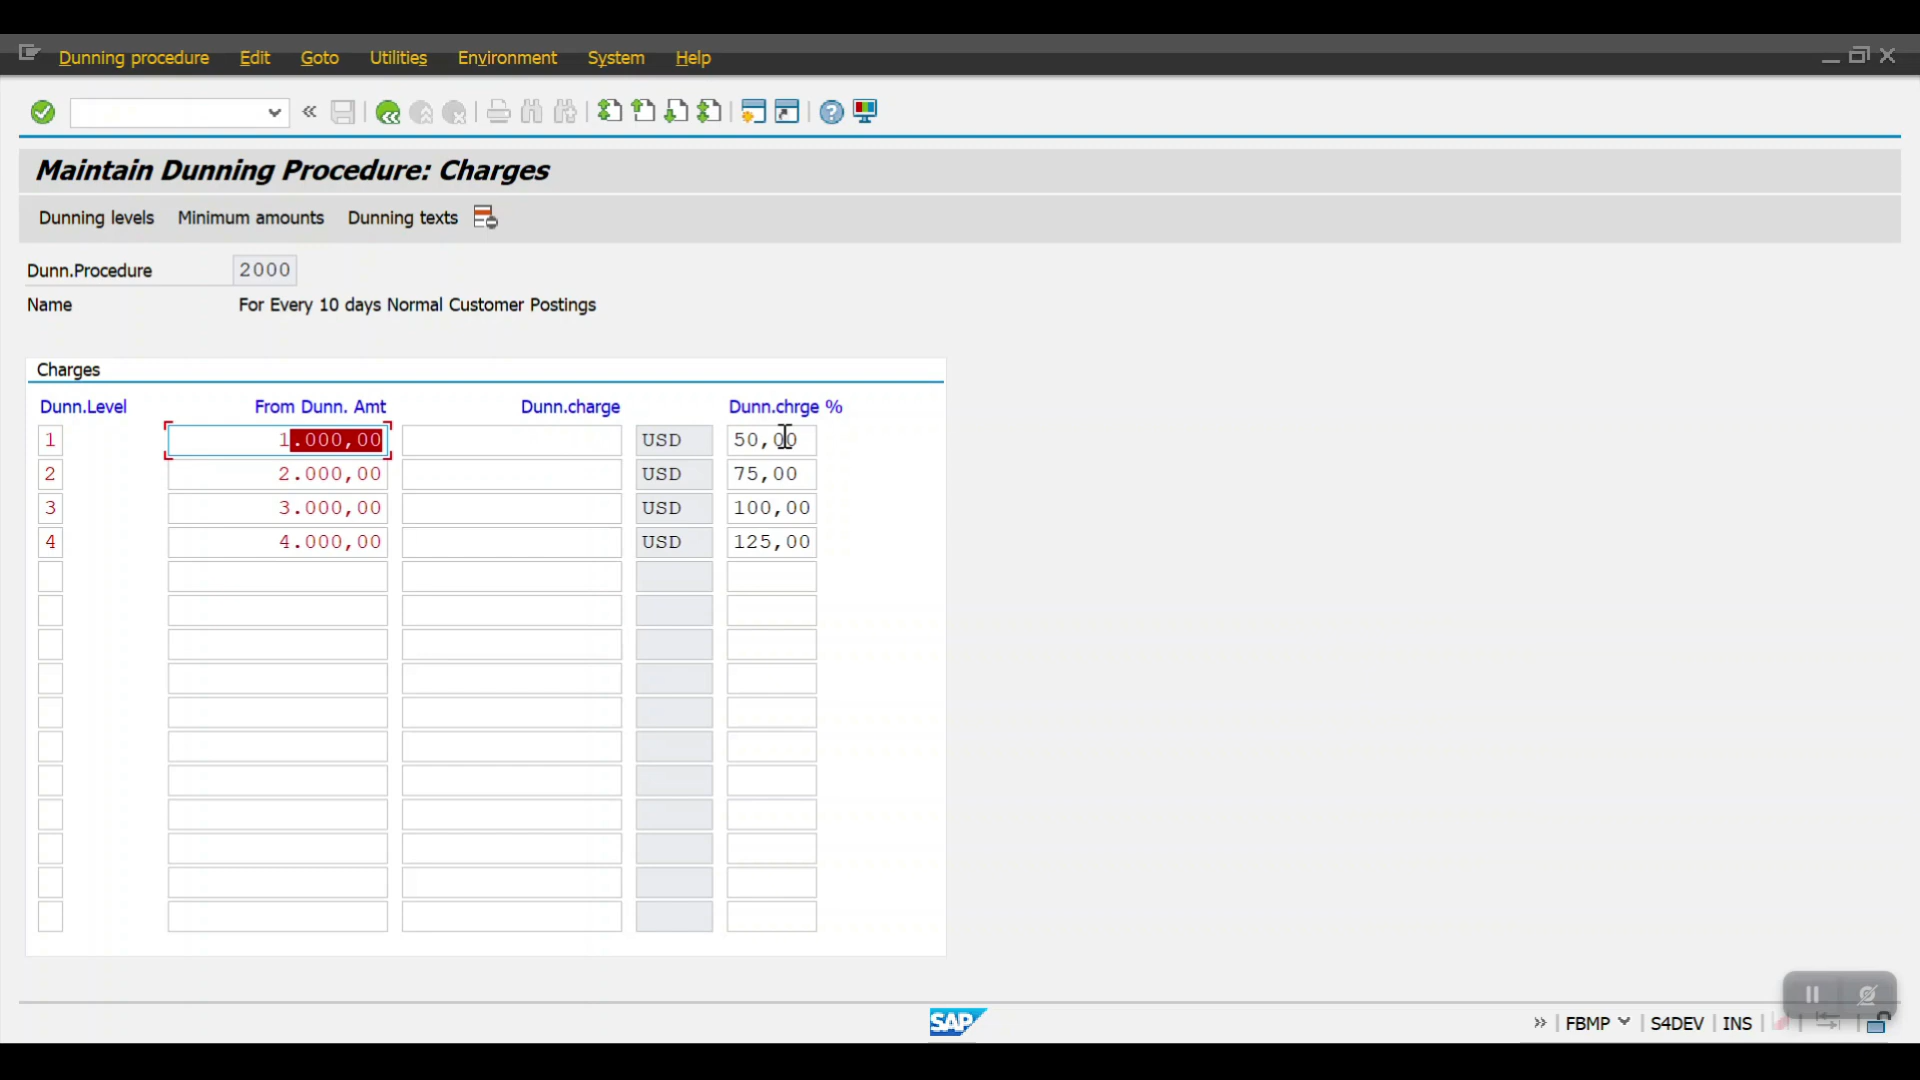 Dunning procedure Edit Goto Utilities Environment System Help
Maintain Dunning Procedure: Charges
Dunning levels Minimum amounts Dunning texts
Dunn.Procedure 2000
Name For Every 10 days Normal Customer Postings
Charges
Dunn.Level From Dunn. Amt Dunn.charge Dunn.chrge %
1 1.000,00 USD 50,00
2 2.000,00 USD 75,00
3 3.000,00 USD 100,00
4 4.000,00 USD 125,00
SAP
FBMP S4DEV INS